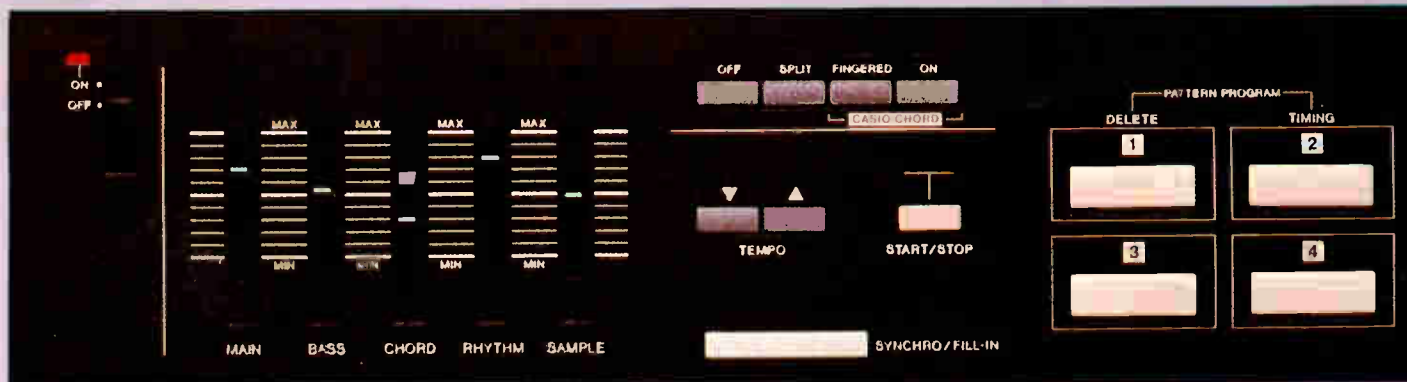 ON
OFF
MAX MAX MAX MAX
MIN MIN MIN MIN
MAIN BASS CHORD RHYTHM SAMPLE
OFF SPLIT FINGERED ON
CASIO CHORD
▼ ▲
TEMPO START/STOP
SYNCHRO/FILL-IN
PATTERN PROGRAM
DELETE TIMING
1 2
3 4